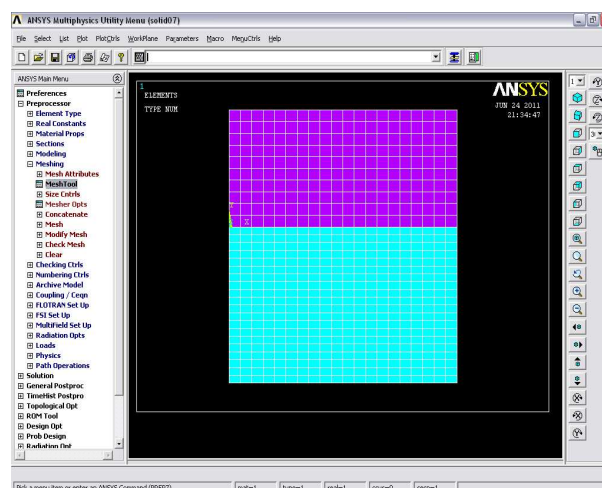 ANSYS Multiphysics Utility Menu (solid07)
File Select List Plot PlotCtrls WorkPlane Parameters Macro MenuCtrls Help
ANSYS Main Menu
Preferences
Preprocessor
Element Type
Real Constants
Material Props
Sections
Modeling
Meshing
Mesh Attributes
MeshTool
Size Cntrls
Mesher Opts
Concatenate
Mesh
Modify Mesh
Check Mesh
Clear
Checking Ctrls
Numbering Ctrls
Archive Model
Coupling / Ceqn
FLOTRAN Set Up
FSI Set Up
MultiField Set Up
Radiation Opts
Loads
Physics
Path Operations
Solution
General Postproc
TimeHist Postpro
Topological Opt
ROM Tool
Design Opt
Prob Design
Radiation Opt
1
ELEMENTS
TYPE NUM
ANSYS
JUN 24 2011
21:34:47
X
1
3
Pick a menu item or enter an ANSYS Command (PREP7) mat=1 type=1 real=1 csys=0 secn=1